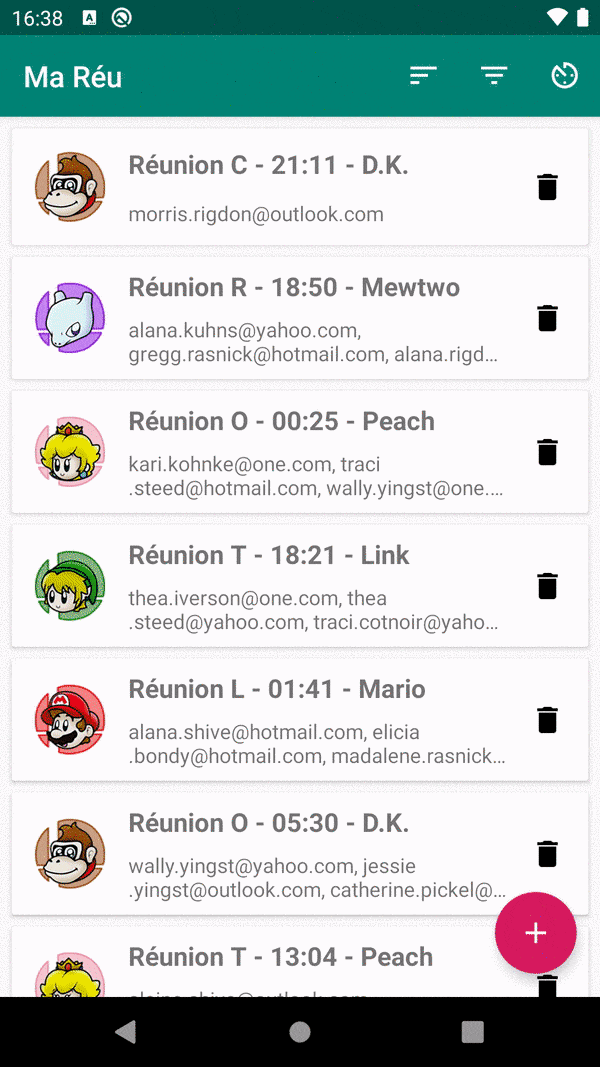 16:38
Ma Réu
Réunion C - 21:11 - D.K.
morris.rigdon@outlook.com
Réunion R - 18:50 - Mewtwo
alana.kuhns@yahoo.com,
gregg.rasnick@hotmail.com, alana.rigd...
Réunion O - 00:25 - Peach
kari.kohnke@one.com, traci
.steed@hotmail.com, wally.yingst@one....
Réunion T - 18:21 - Link
thea.iverson@one.com, thea
.steed@yahoo.com, traci.cotnoir@yaho...
Réunion L - 01:41 - Mario
alana.shive@hotmail.com, elicia
.bondy@hotmail.com, madalene.rasnick...
Réunion O - 05:30 - D.K.
wally.yingst@yahoo.com, jessie
.yingst@outlook.com, catherine.pickel@...
Réunion T - 13:04 - Peach